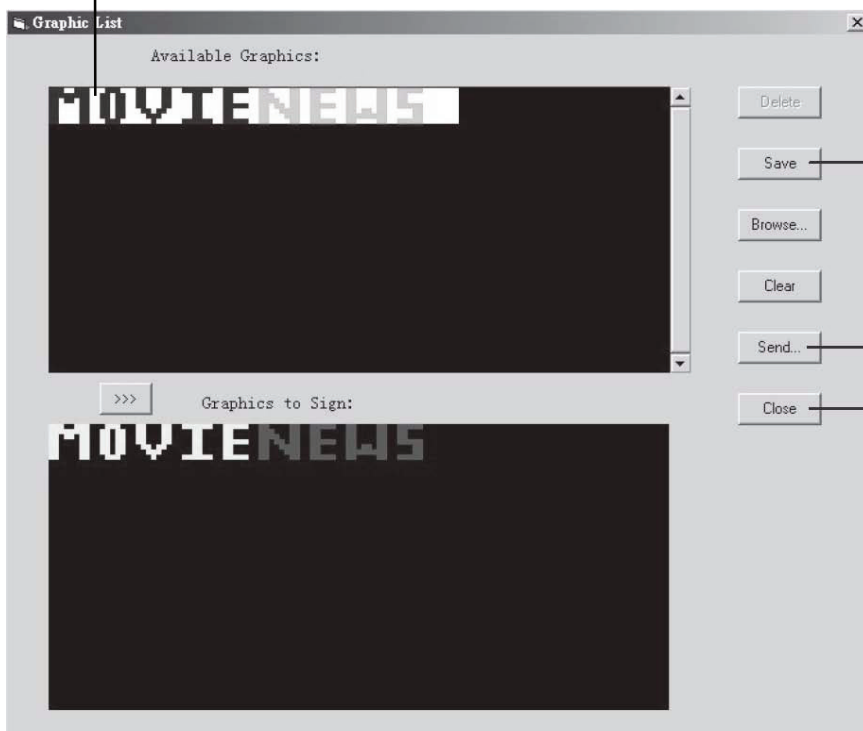 Graphic List
Available Graphics:
MOVIENEWS
Delete
Save
Browse...
Clear
Send...
>>>
Graphics to Sign:
Close
MOVIENEWS